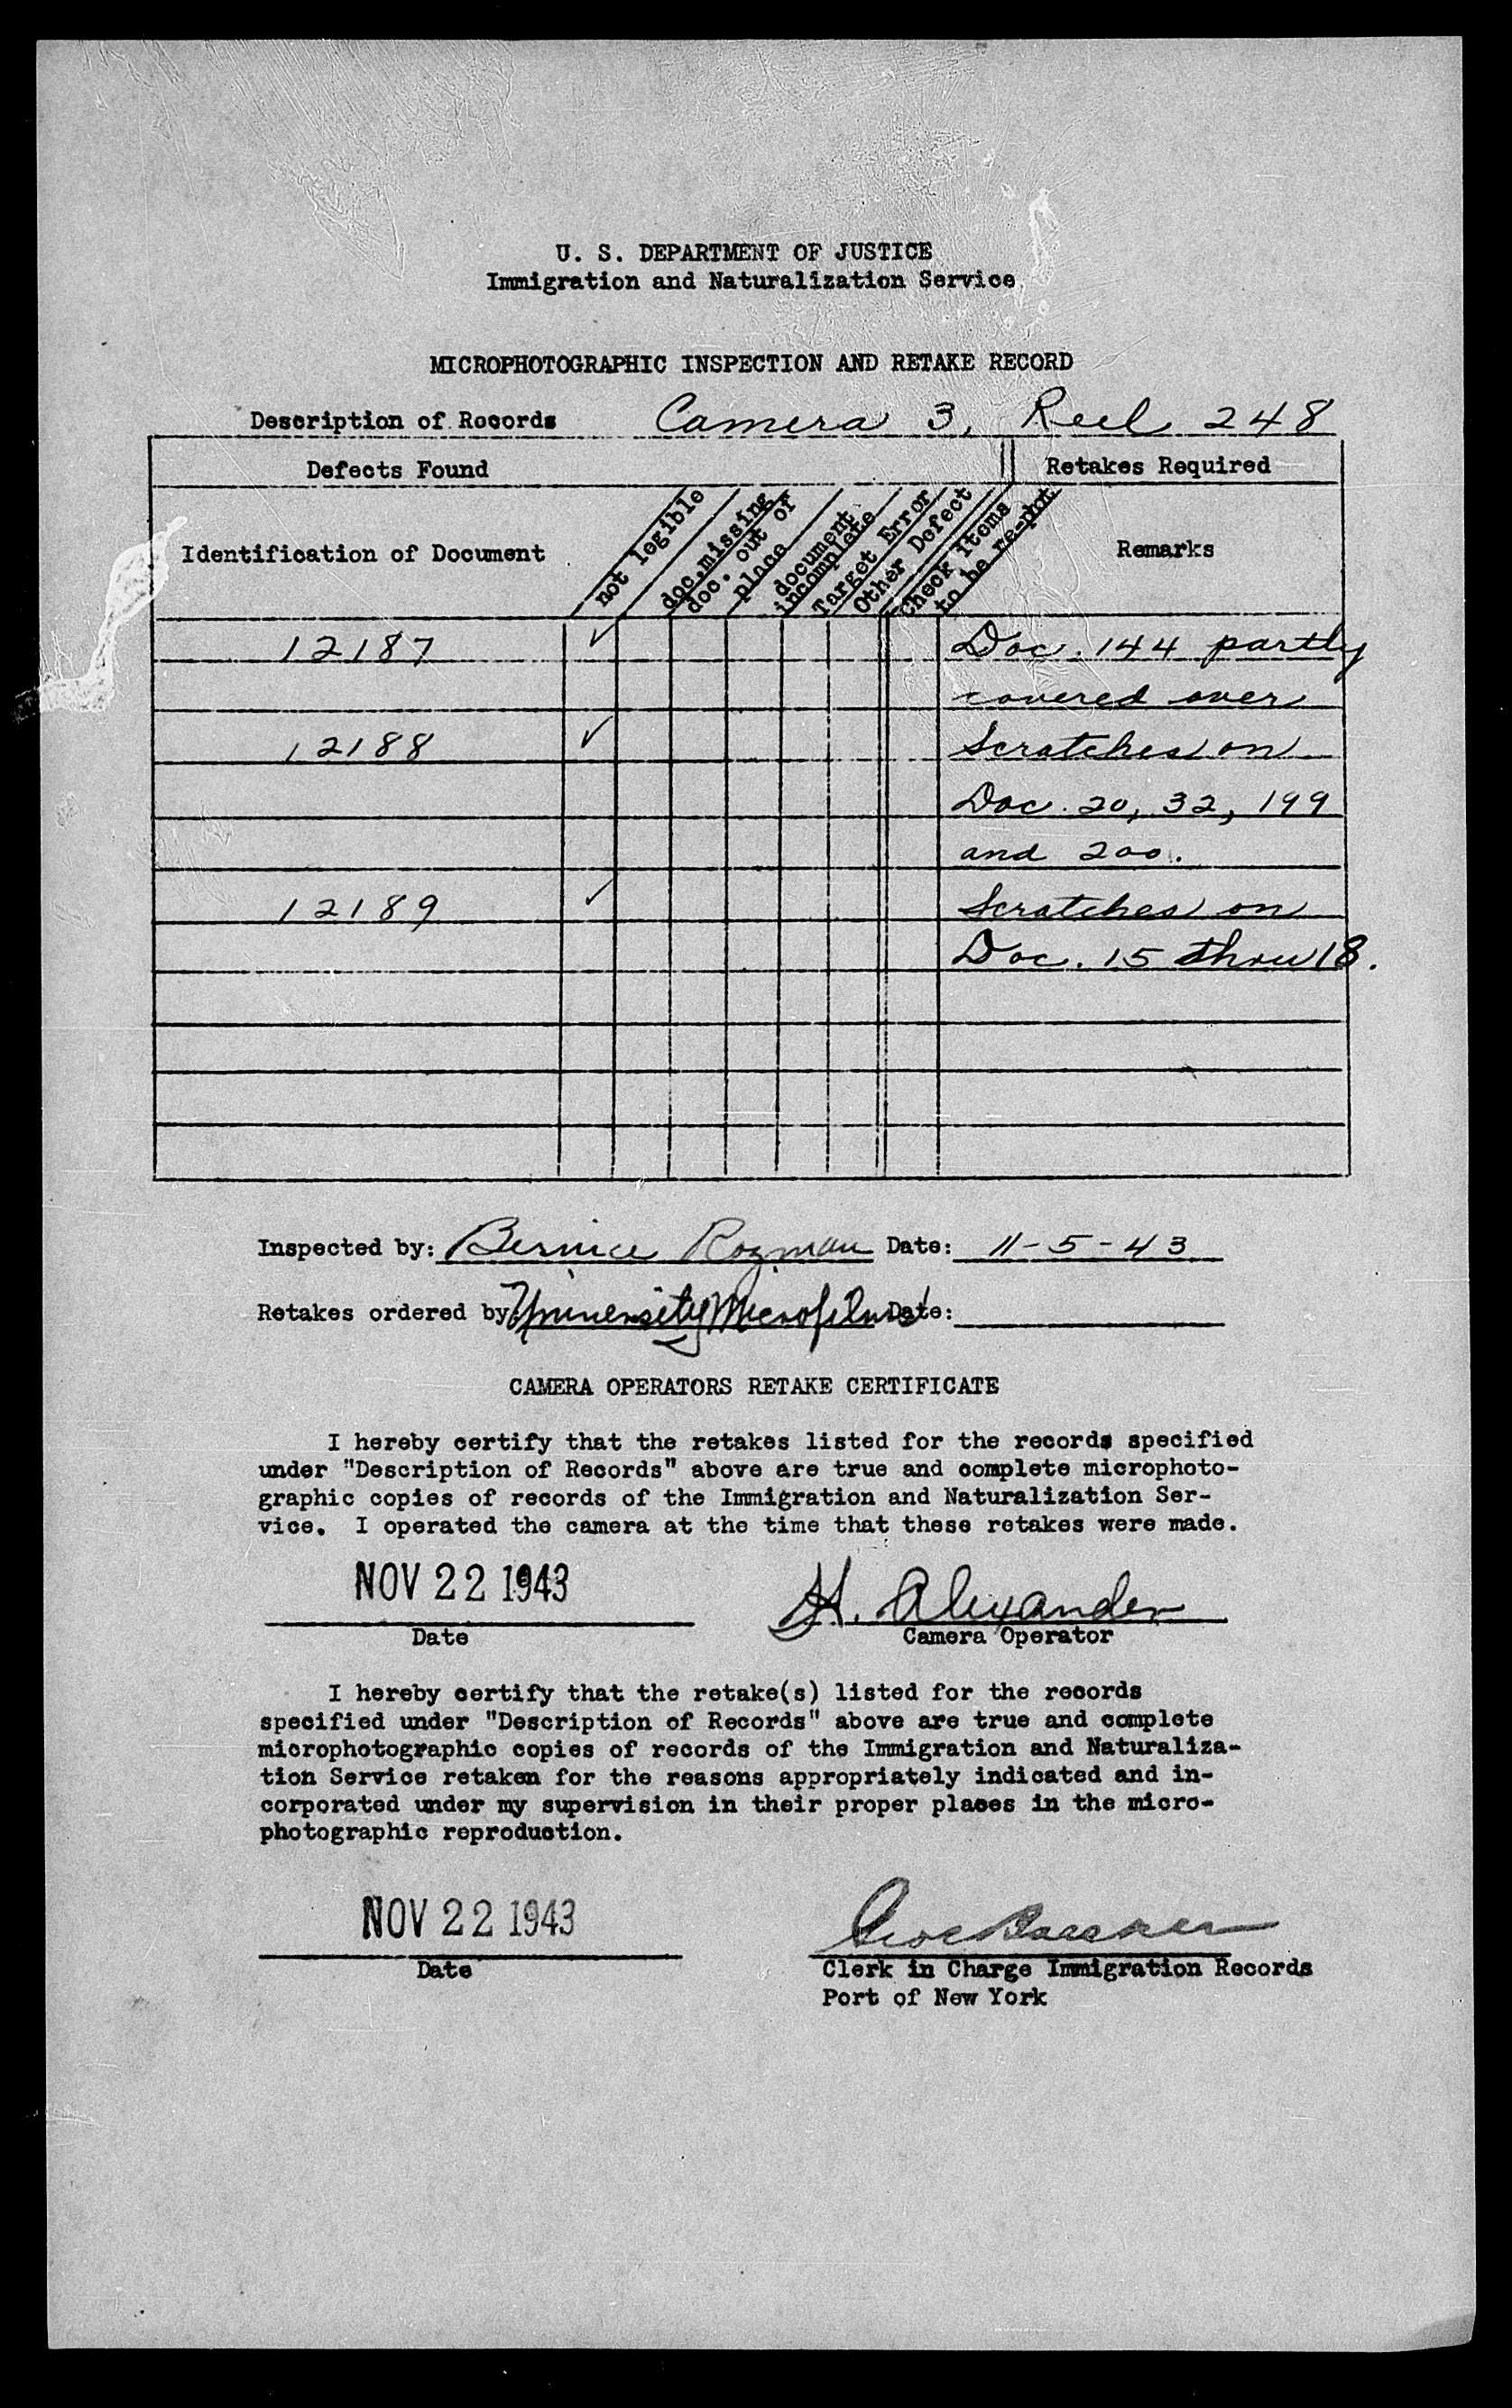 U. S. DEPARTMENT OF JUSTICE
Immigration and Naturalization Service
MICROPHOTOGRAPHIC INSPECTION AND RETAKE RECORD
Description of Records Camera 3, Reel 248
Defects Found Retakes Required
Identification of Document
not legible
doc. missing
doc. out of
place
document
incomplete
Target Error
Other Defect
Check items
to be re-phot
Remarks
12187 ✓ Doc. 144 partly
covered over
12188 ✓ Scratches on
Doc. 20, 32, 199
and 200.
12189 ✓ Scratches on
Doc. 15 thru 18.
Inspected by: Bernice Rozman Date: 11-5-43
Retakes ordered by University Microfilms Date:
CAMERA OPERATORS RETAKE CERTIFICATE
I hereby certify that the retakes listed for the records specified
under "Description of Records" above are true and complete microphoto-
graphic copies of records of the Immigration and Naturalization Ser-
vice. I operated the camera at the time that these retakes were made.
NOV 22 1943 H. Alexander
Date Camera Operator
I hereby certify that the retake(s) listed for the records
specified under "Description of Records" above are true and complete
microphotographic copies of records of the Immigration and Naturaliza-
tion Service retaken for the reasons appropriately indicated and in-
corporated under my supervision in their proper places in the micro-
photographic reproduction.
NOV 22 1943
Date Clerk in Charge Immigration Records
Port of New York